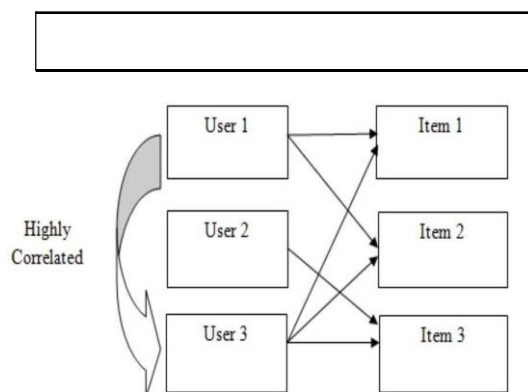 User 1
Item 1
User 2
Item 2
Highly
Correlated
User 3
Item 3